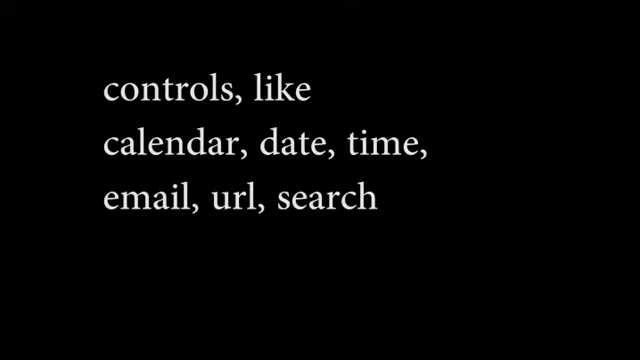 controls, like
calendar, date, time,
email, url, search